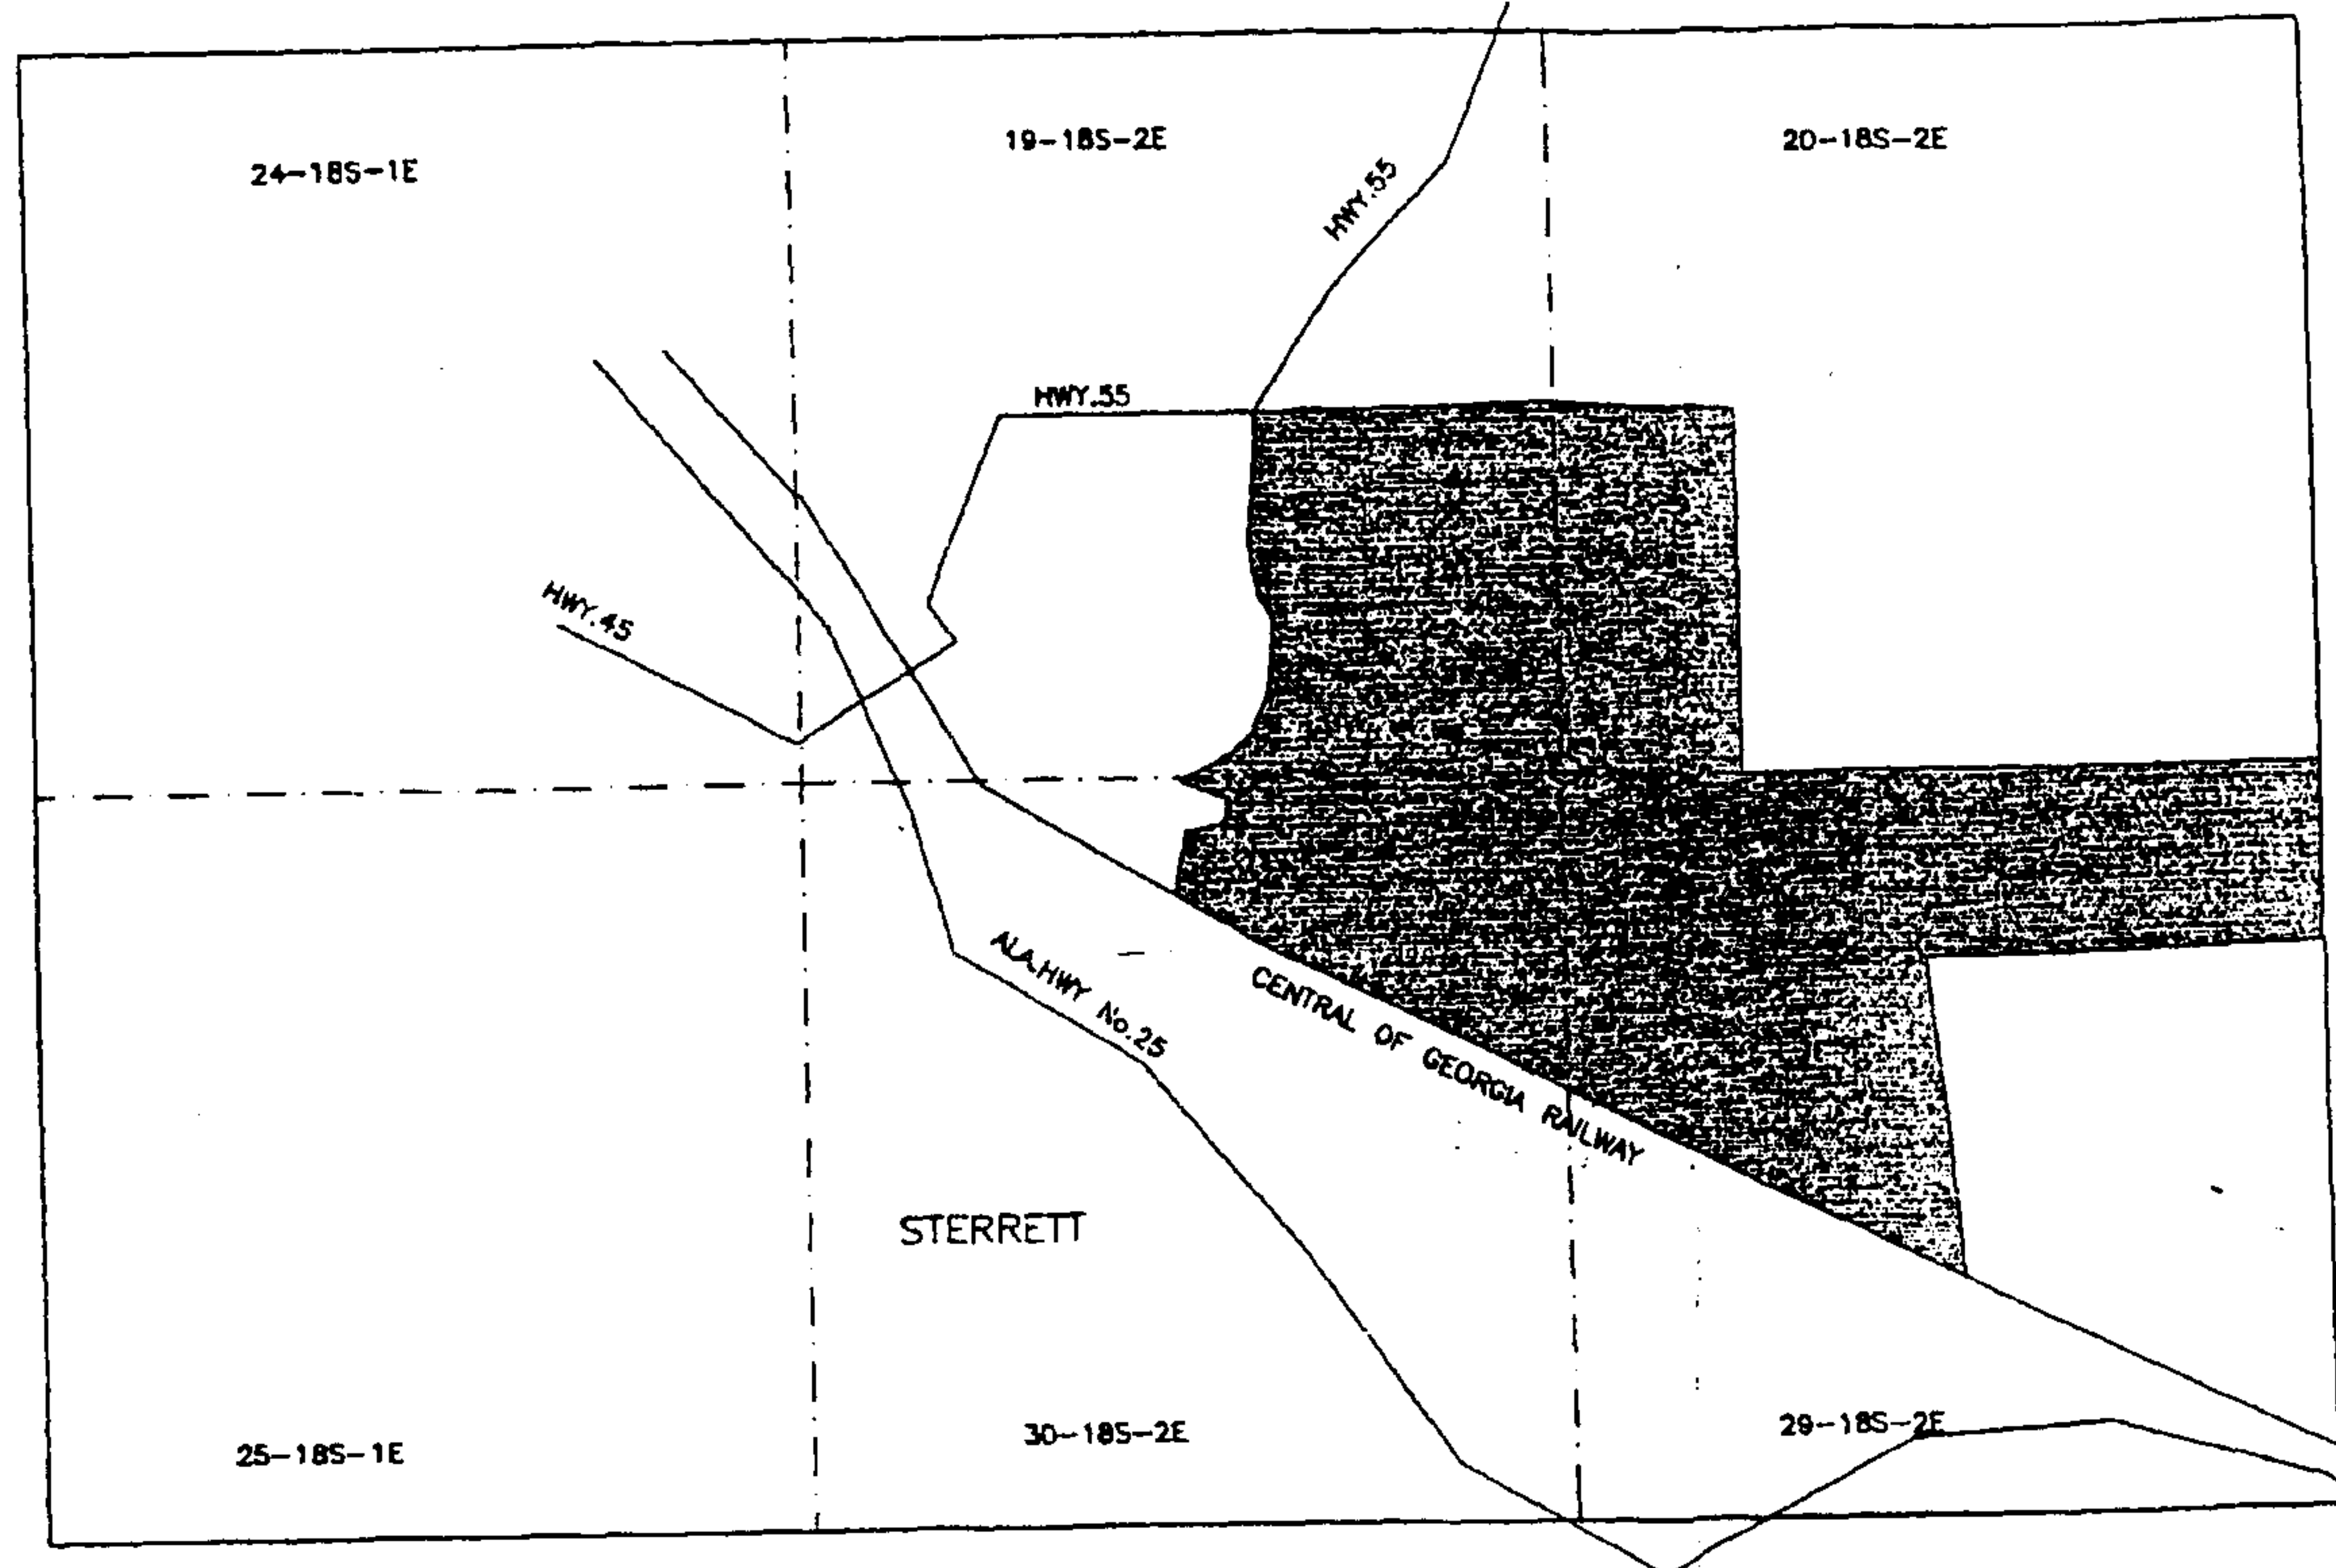 24-18S-1E
19-18S-2E
20-18S-2E
HWY.55
HWY.55
HWY.45
ALA.HWY No.25
CENTRAL OF GEORGIA RAILWAY
STERRETT
25-18S-1E
30-18S-2E
29-18S-2E